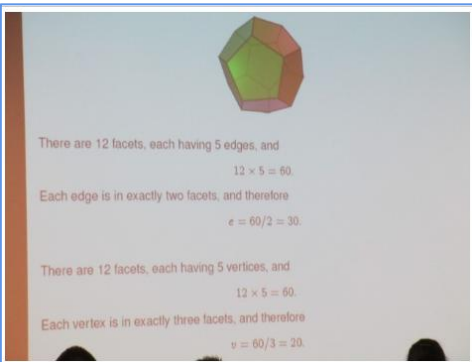 There are 12 facets, each having 5 edges, and
12 × 5 = 60.
Each edge is in exactly two facets, and therefore
e = 60/2 = 30.
There are 12 facets, each having 5 vertices, and
12 × 5 = 60.
Each vertex is in exactly three facets, and therefore
v = 60/3 = 20.